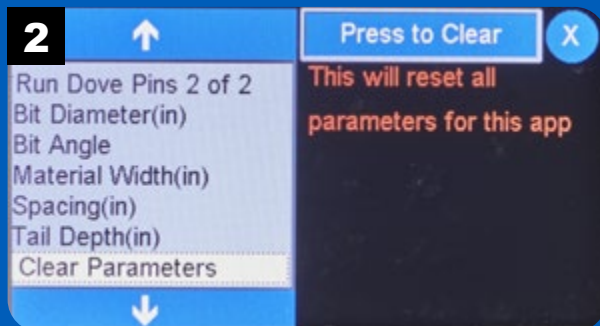 2
Run Dove Pins 2 of 2
Bit Diameter(in)
Bit Angle
Material Width(in)
Spacing(in)
Tail Depth(in)
Clear Parameters
Press to Clear
X
This will reset all
parameters for this app